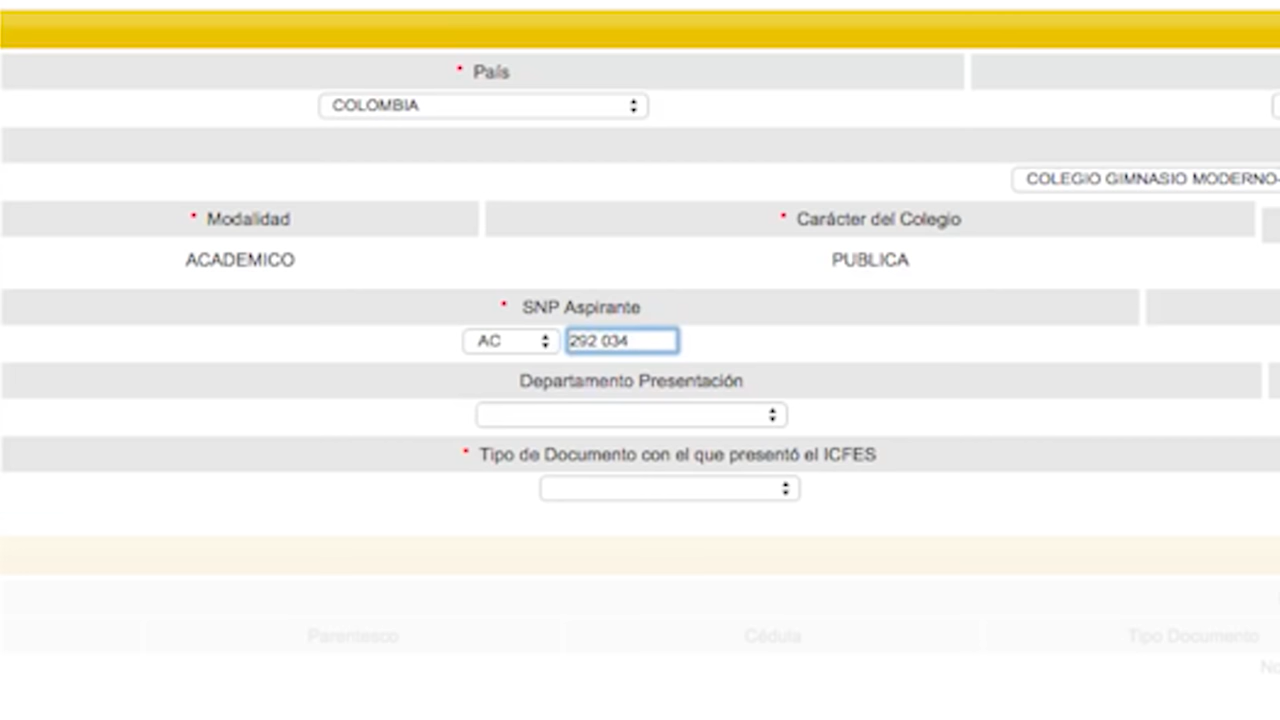 * País
COLOMBIA
COLEGIO GIMNASIO MODERNO-
* Modalidad * Carácter del Colegio
ACADEMICO PUBLICA
* SNP Aspirante
AC 292 034
Departamento Presentación
* Tipo de Documento con el que presentó el ICFES
Parentesco Cédula Tipo Documento
No